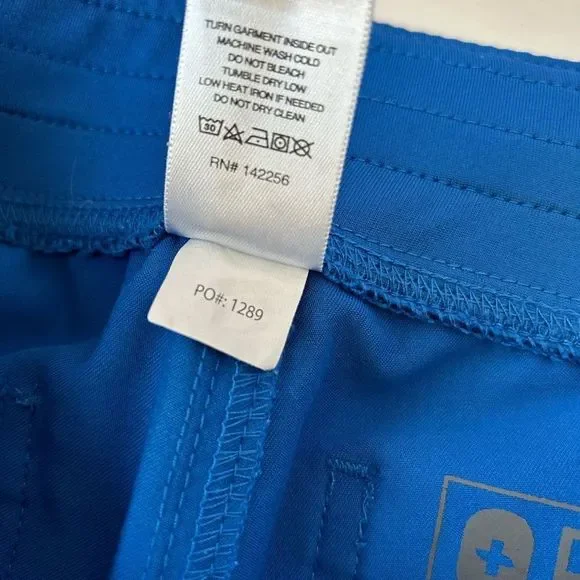 TURN GARMENT INSIDE OUT
MACHINE WASH COLD
DO NOT BLEACH
TUMBLE DRY LOW
LOW HEAT IRON IF NEEDED
DO NOT DRY CLEAN
30
RN# 142256
PO#: 1289